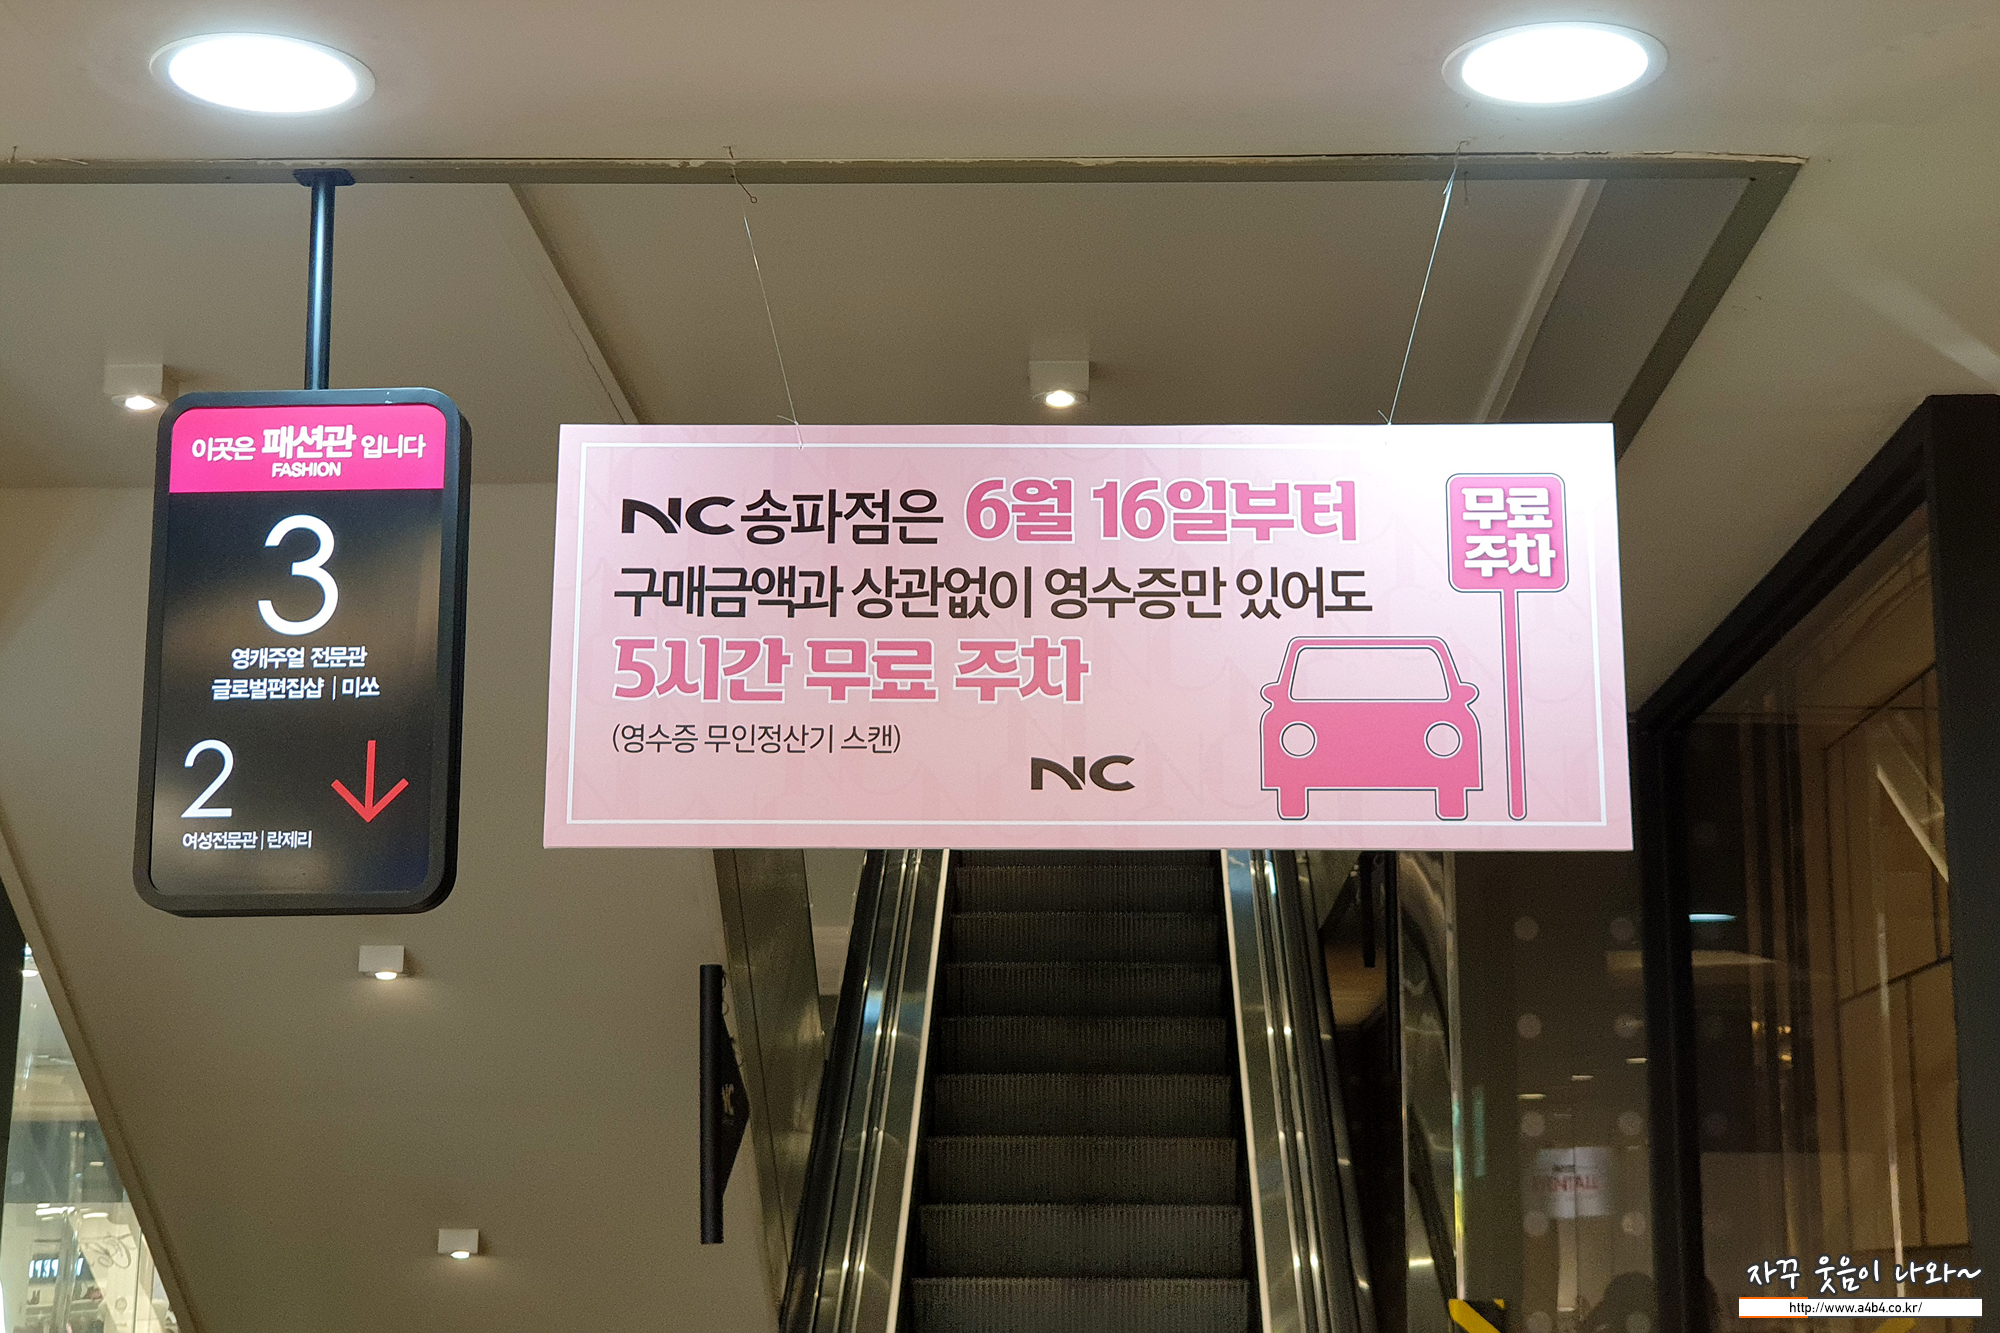 이곳은 패션관 입니다
FASHION
3
영캐주얼 전문관
글로벌편집샵 | 미쏘
2
여성전문관 | 란제리
NC송파점은 6월 16일부터
구매금액과 상관없이 영수증만 있어도
5시간 무료 주차
(영수증 무인정산기 스캔)
NC
무료
주차
NC
자꾸 웃음이 나와~
http://www.a4b4.co.kr/